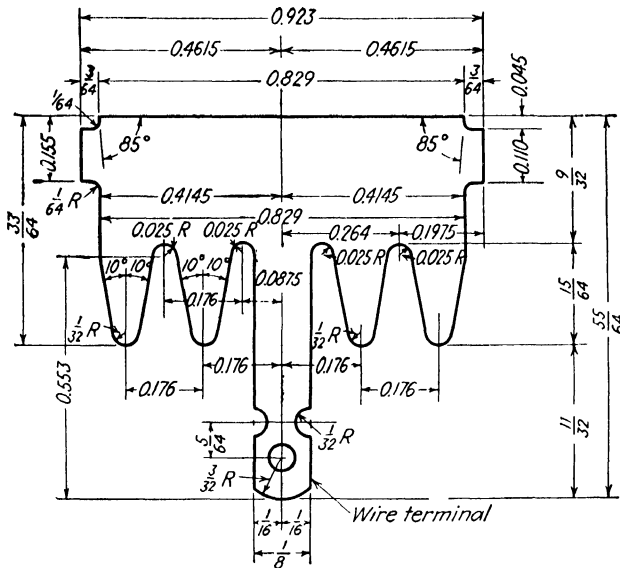 0.923
0.4615 0.4615
3/64 0.829 3/64
0.045
1/64
85° 85°
0.155
0.110
9/32
1/64 R
0.4145 0.4145
33/64
0.829
0.025 R 0.025 R 0.264 0.1975
0.025 R 0.025 R
10° 10° 10° 10°
0.0875
0.176
15/64
55/64
1/32 R 1/32 R
0.553
0.176 0.176
0.176 0.176
11/32
5/64
1/32 R
3/32 R
1/16 1/16
Wire terminal
1/8